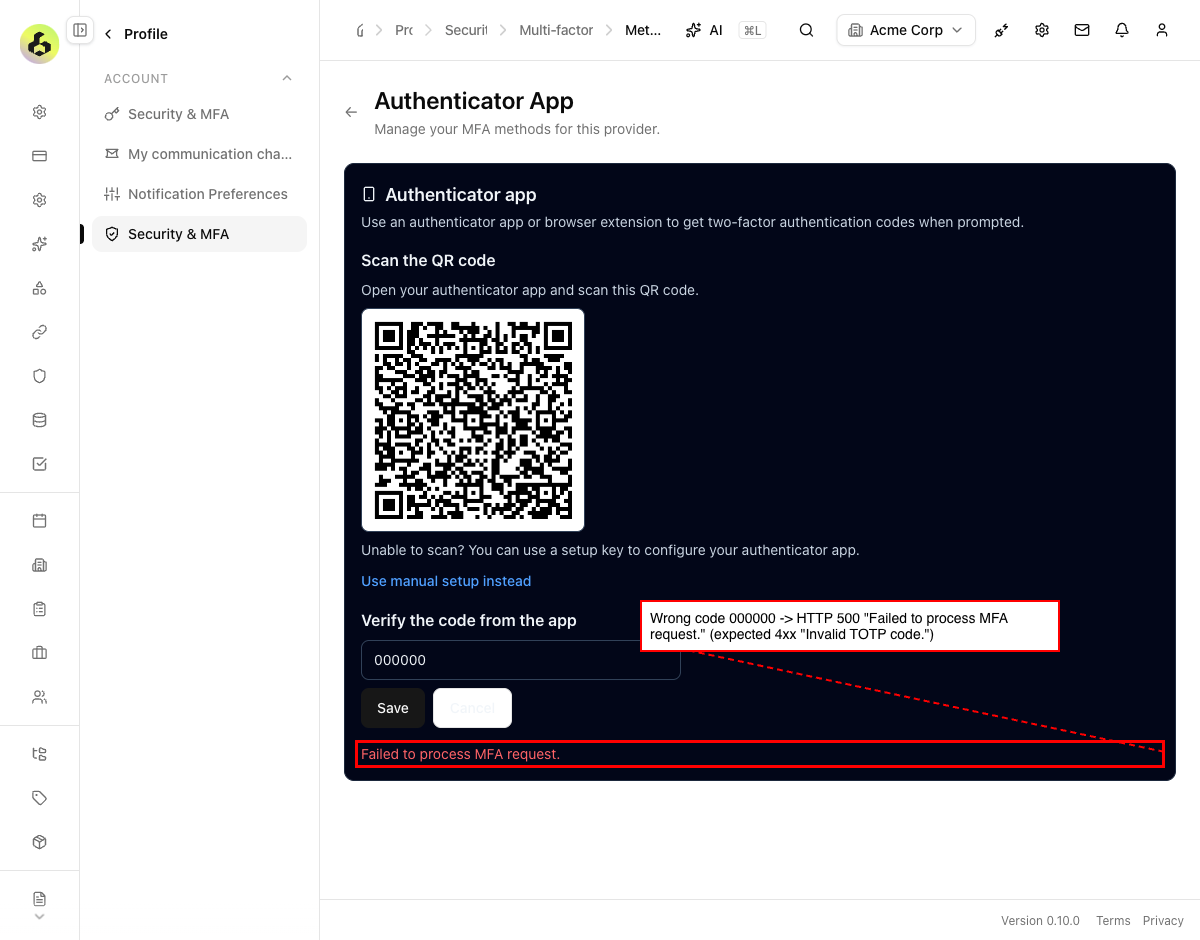 Profile
Securit
Multi-factor
Met...
AI
⌘L
Acme Corp
ACCOUNT
Security & MFA
My communication cha...
Notification Preferences
Security & MFA
Authenticator App
Manage your MFA methods for this provider.
Authenticator app
Use an authenticator app or browser extension to get two-factor authentication codes when prompted.
Scan the QR code
Open your authenticator app and scan this QR code.
Unable to scan? You can use a setup key to configure your authenticator app.
Use manual setup instead
Verify the code from the app
Wrong code 000000 -> HTTP 500 "Failed to process MFA
request." (expected 4xx "Invalid TOTP code.")
000000
Save
Cancel
Failed to process MFA request.
Version 0.10.0
Terms
Privacy